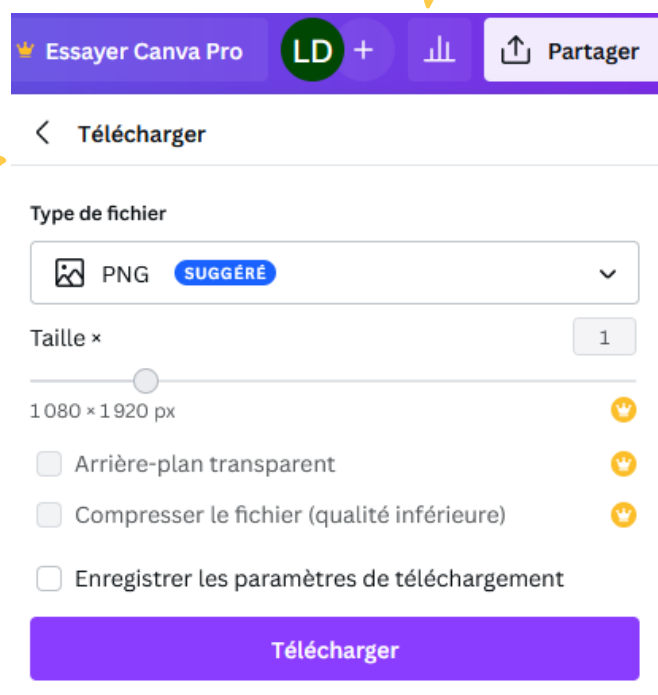 Essayer Canva Pro LD + Partager
Télécharger
Type de fichier
PNG SUGGÉRÉ
Taille × 1
1 080 × 1 920 px
Arrière-plan transparent
Compresser le fichier (qualité inférieure)
Enregistrer les paramètres de téléchargement
Télécharger